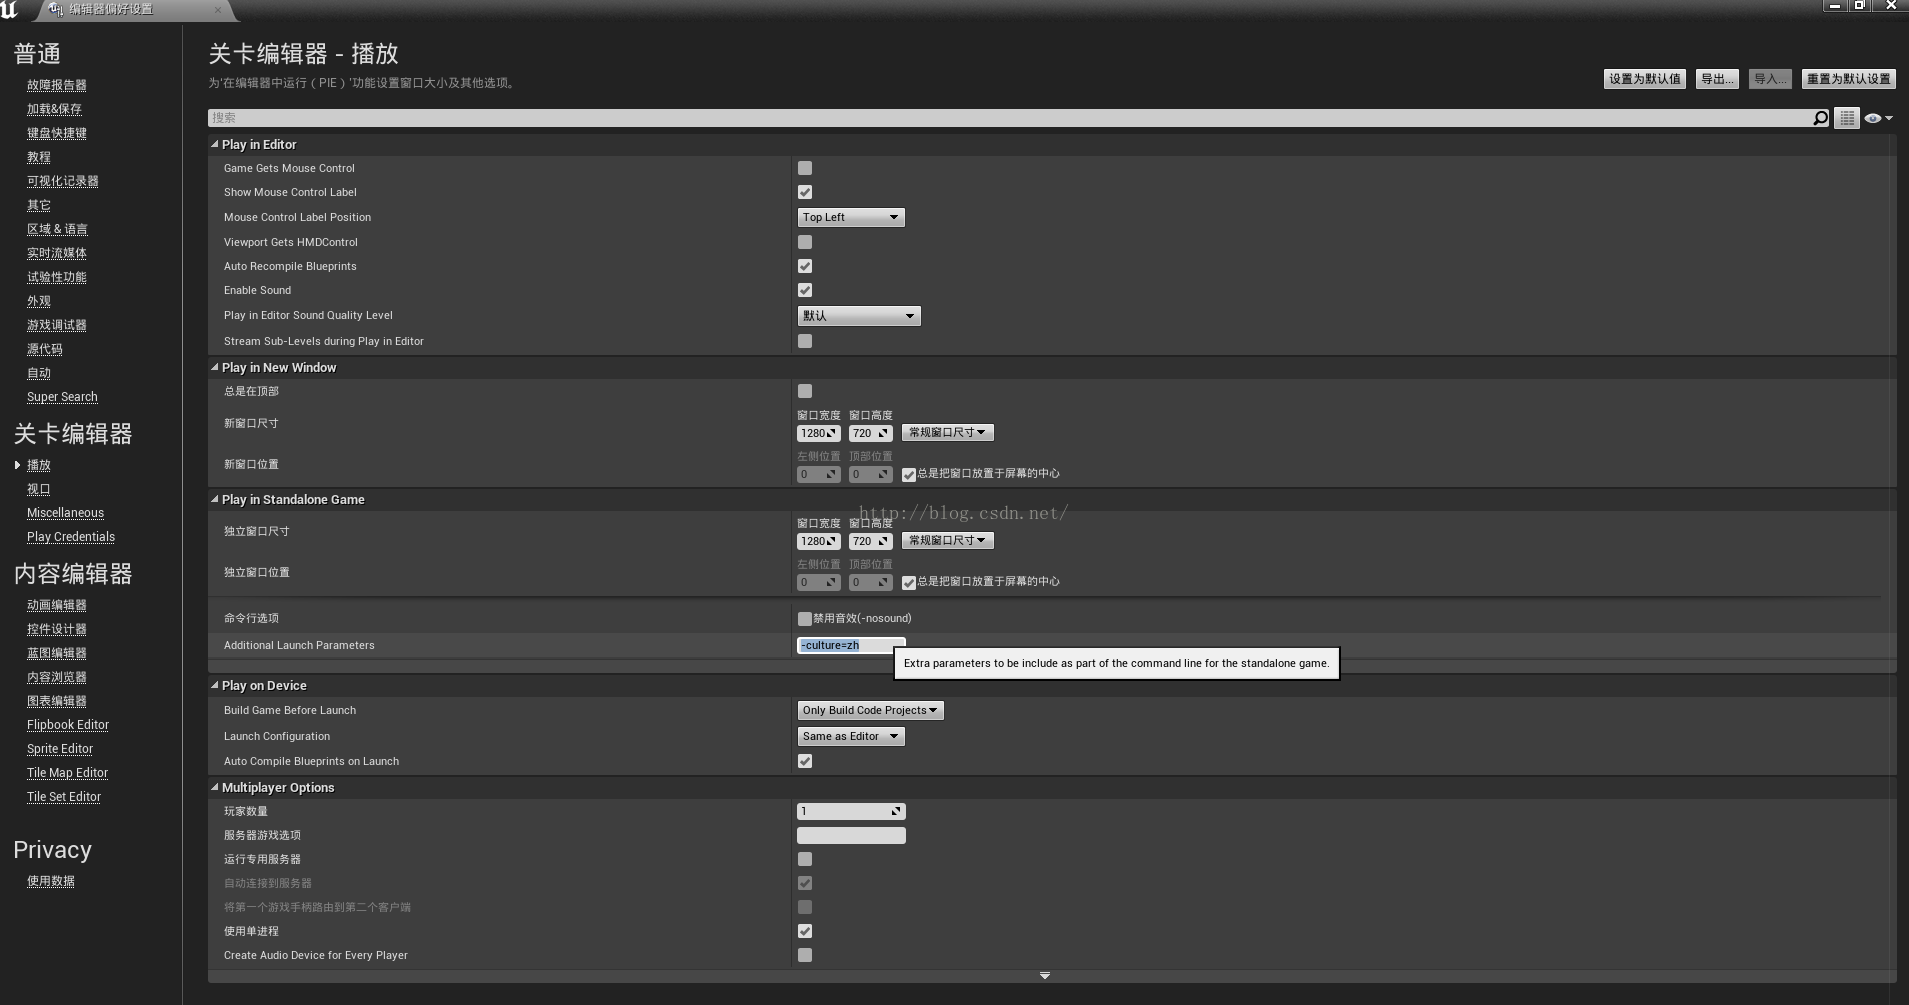 编辑器偏好设置
普通
故障报告器
加载&保存
键盘快捷键
教程
可视化记录器
其它
区域 & 语言
实时流媒体
试验性功能
外观
游戏调试器
源代码
自动
Super Search
关卡编辑器
播放
视口
Miscellaneous
Play Credentials
内容编辑器
动画编辑器
控件设计器
蓝图编辑器
内容浏览器
图表编辑器
Flipbook Editor
Sprite Editor
Tile Map Editor
Tile Set Editor
Privacy
使用数据
关卡编辑器 - 播放
为‘在编辑器中运行（PIE）’功能设置窗口大小及其他选项。
设置为默认值 导出... 导入... 重置为默认设置
搜索
Play in Editor
Game Gets Mouse Control
Show Mouse Control Label
Mouse Control Label Position Top Left
Viewport Gets HMDControl
Auto Recompile Blueprints
Enable Sound
Play in Editor Sound Quality Level 默认
Stream Sub-Levels during Play in Editor
Play in New Window
总是在顶部
窗口宽度 窗口高度
新窗口尺寸 1280 720 常规窗口尺寸
左侧位置 顶部位置
新窗口位置 0 0 总是把窗口放置于屏幕的中心
Play in Standalone Game
http://blog.csdn.net/
窗口宽度 窗口高度
独立窗口尺寸 1280 720 常规窗口尺寸
左侧位置 顶部位置
独立窗口位置 0 0 总是把窗口放置于屏幕的中心
命令行选项 禁用音效(-nosound)
Additional Launch Parameters -culture=zh
Extra parameters to be include as part of the command line for the standalone game.
Play on Device
Build Game Before Launch Only Build Code Projects
Launch Configuration Same as Editor
Auto Compile Blueprints on Launch
Multiplayer Options
玩家数量 1
服务器游戏选项
运行专用服务器
自动连接到服务器
将第一个游戏手柄路由到第二个客户端
使用单进程
Create Audio Device for Every Player